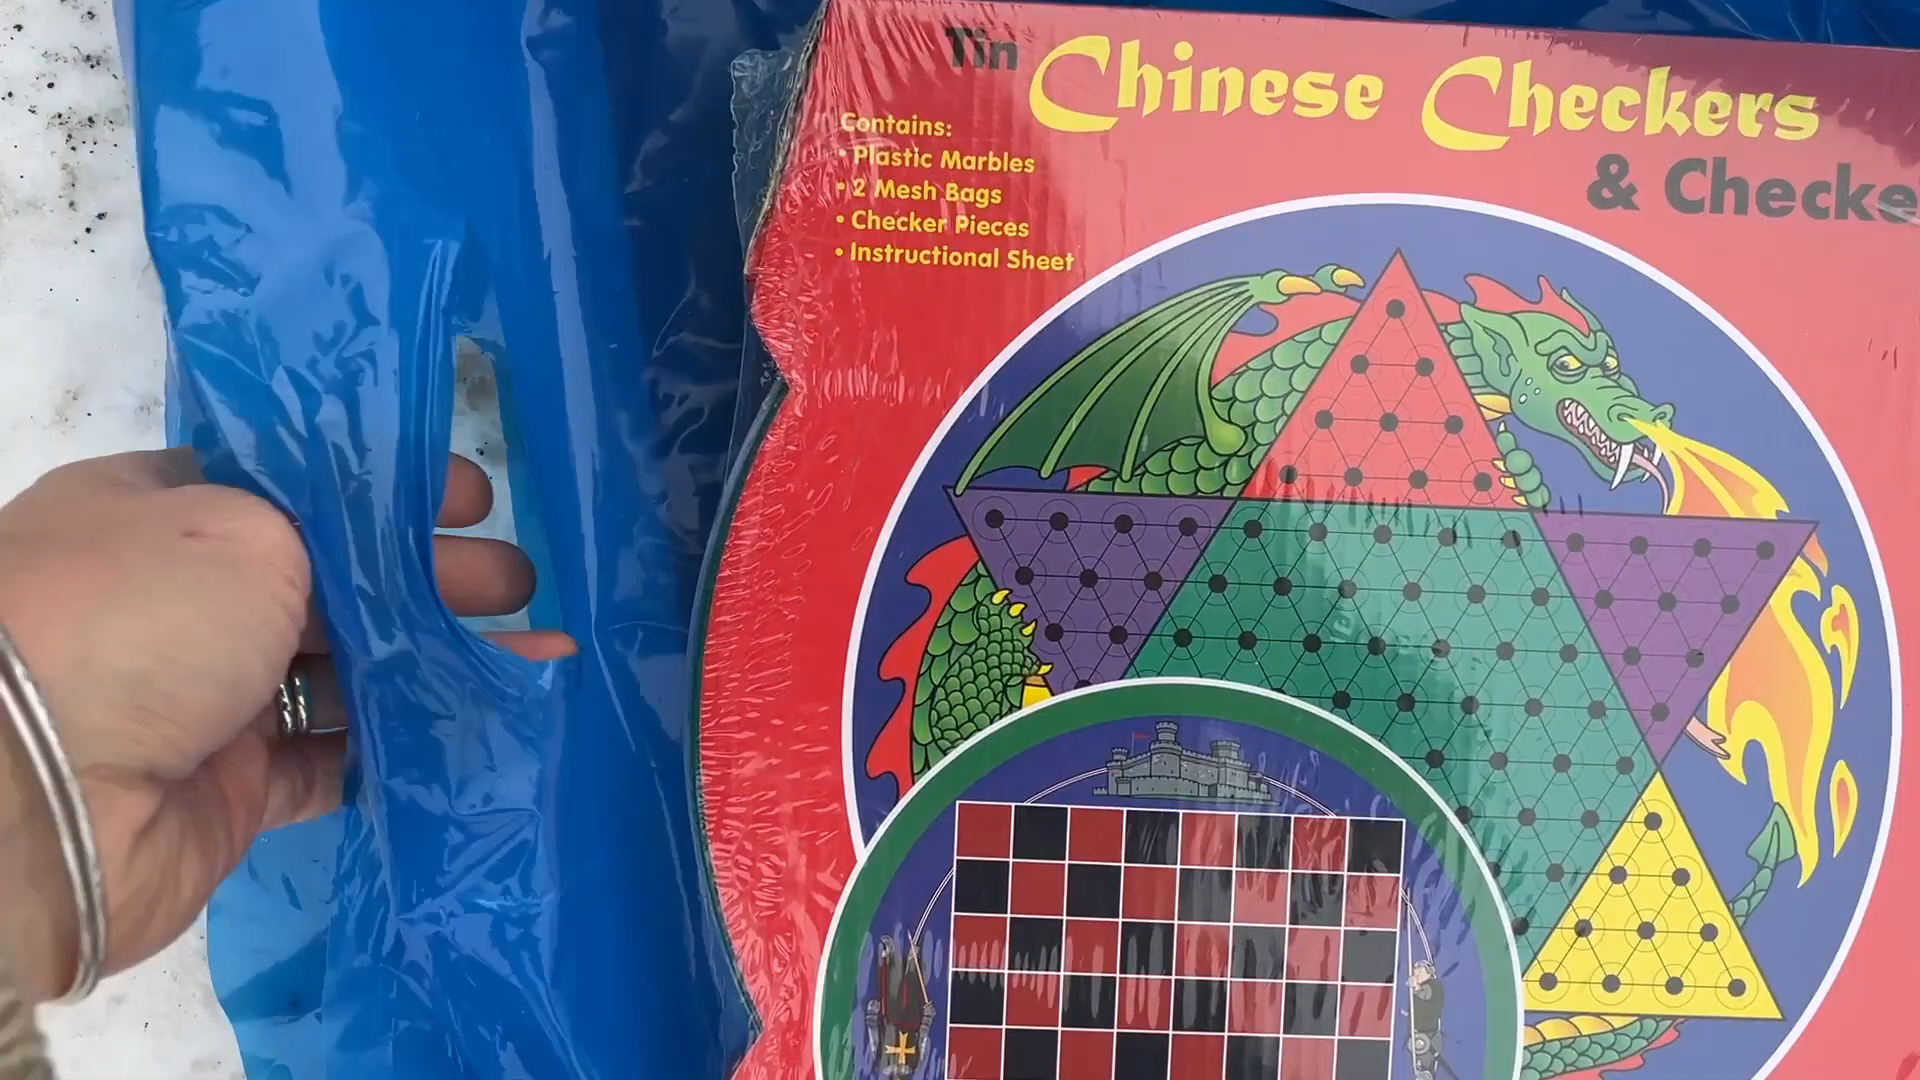 Tin Chinese Checkers
& Checke
Contains:
• Plastic Marbles
• 2 Mesh Bags
• Checker Pieces
• Instructional Sheet